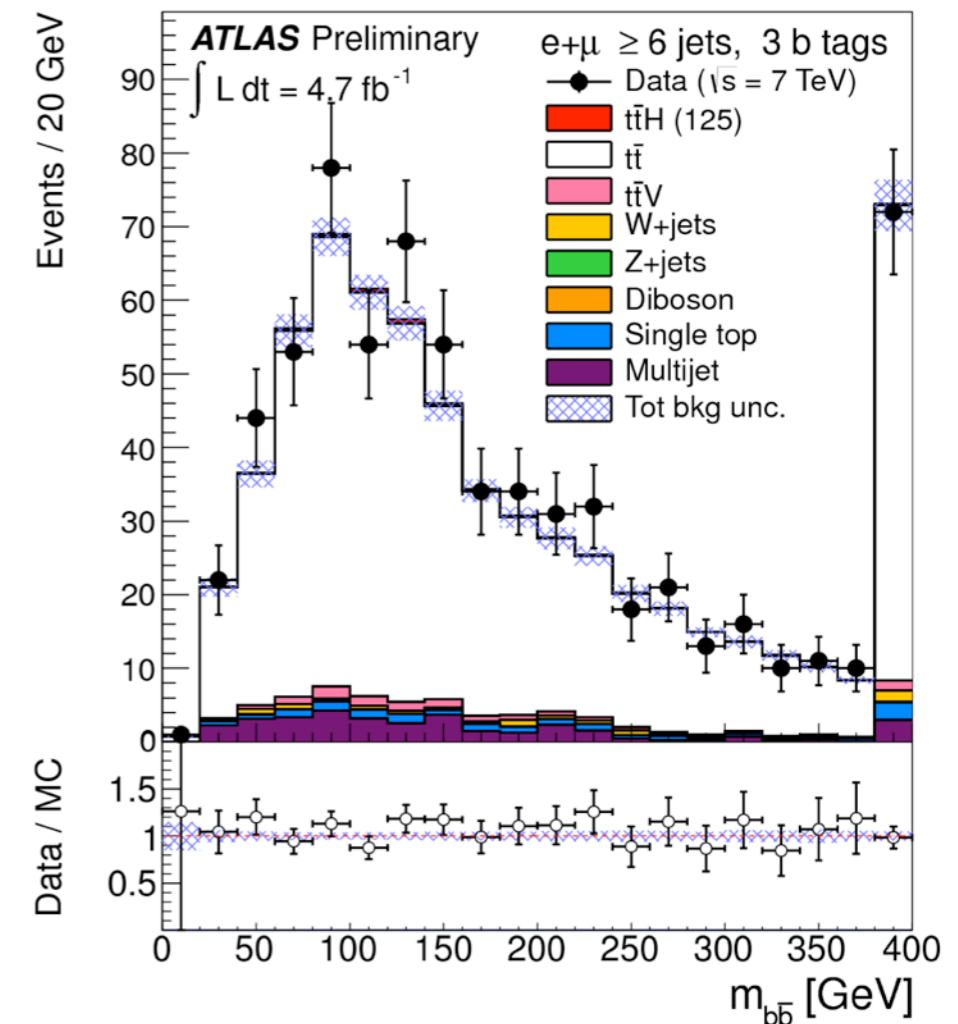 ATLAS Preliminary
∫ L dt = 4.7 fb⁻¹
e+μ ≥ 6 jets, 3 b tags
Data (√s = 7 TeV)
tt̄H (125)
tt̄
tt̄V
W+jets
Z+jets
Diboson
Single top
Multijet
Tot bkg unc.
Events / 20 GeV
90
80
70
60
50
40
30
20
10
0
Data / MC
1.5
1
0.5
0 50 100 150 200 250 300 350 400
m_bb̄ [GeV]